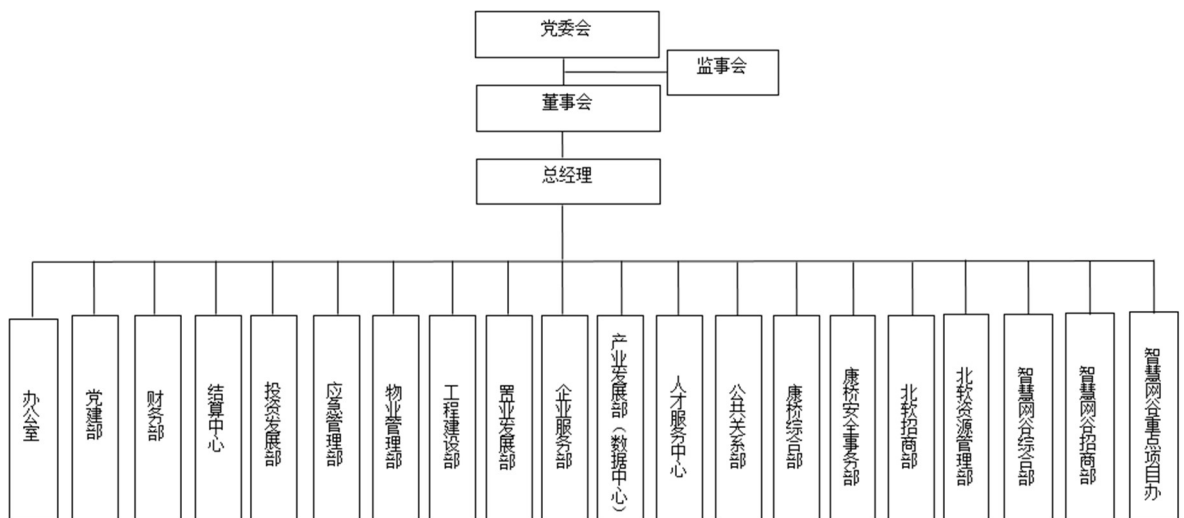 党委会
监事会
董事会
总经理
办公室
党建部
财务部
结算中心
投资发展部
应急管理部
物业管理部
工程建设部
置业发展部
企业服务部
产业发展部（数据中心）
人才服务中心
公共关系部
康桥综合部
康桥安全事务部
北软招商部
北软资源管理部
智慧网谷综合部
智慧网谷招商部
智慧网谷重点项目办